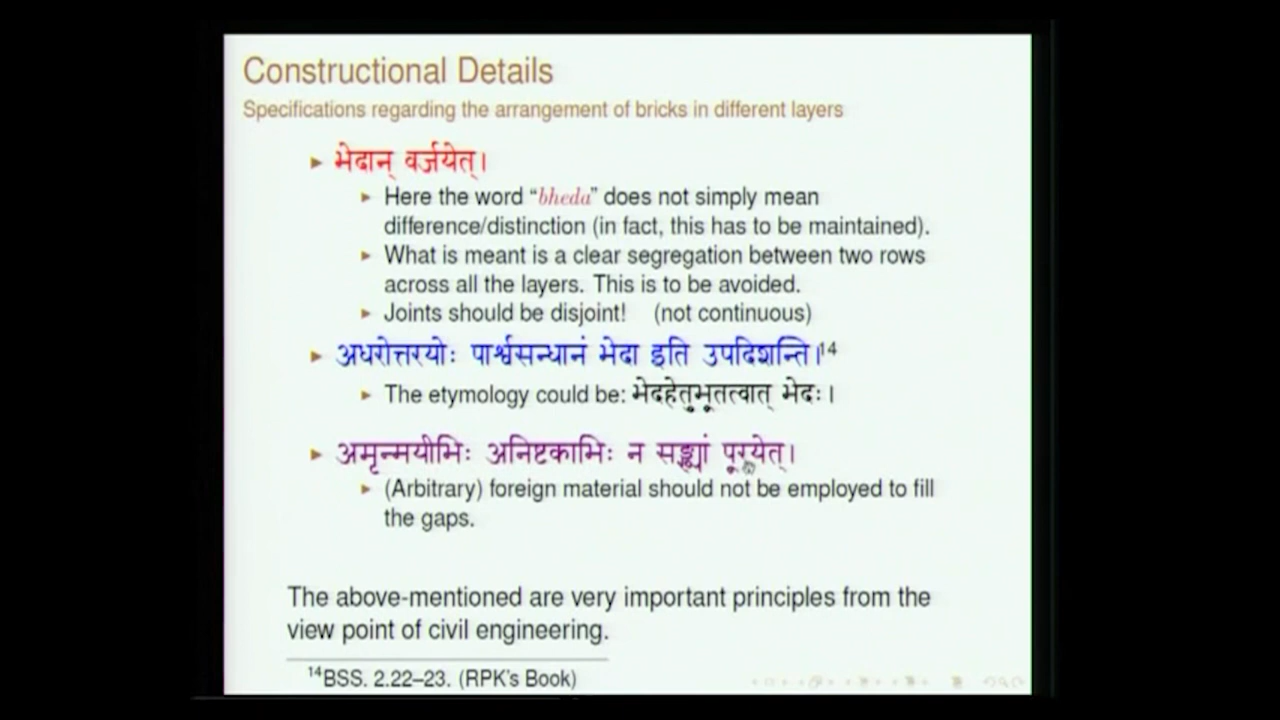 Constructional Details
Specifications regarding the arrangement of bricks in different layers
भेदान् वर्जयेत्।
Here the word “bheda” does not simply mean
difference/distinction (in fact, this has to be maintained).
What is meant is a clear segregation between two rows
across all the layers. This is to be avoided.
Joints should be disjoint! (not continuous)
अधरोत्तरयोः पार्श्वसन्धानं भेदा इति उपदिशन्ति।14
The etymology could be: भेदहेतुभूतत्वात् भेदः।
अमृन्मयीभिः अनिष्टकाभिः न सङ्ख्यां पूरयेत्।
(Arbitrary) foreign material should not be employed to fill
the gaps.
The above-mentioned are very important principles from the
view point of civil engineering.
14BSS. 2.22–23. (RPK's Book)